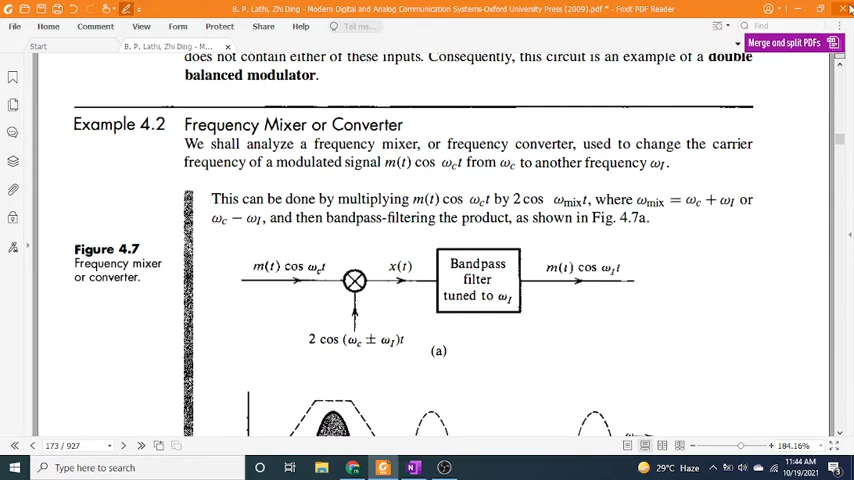 B. P. Lathi, Zhi Ding - Modern Digital and Analog Communication Systems-Oxford University Press (2009).pdf * - Foxit PDF Reader
File Home Comment View Form Protect Share Help Tell me... Find
Start B. P. Lathi, Zhi Ding - M... Merge and split PDFs
does not contain either of these inputs. Consequently, this circuit is an example of a double
balanced modulator.
Example 4.2 Frequency Mixer or Converter
We shall analyze a frequency mixer, or frequency converter, used to change the carrier
frequency of a modulated signal m(t) cos ω_c t from ω_c to another frequency ω_I.
This can be done by multiplying m(t) cos ω_c t by 2 cos ω_mix t, where ω_mix = ω_c + ω_I or
ω_c − ω_I, and then bandpass-filtering the product, as shown in Fig. 4.7a.
Figure 4.7
Frequency mixer
or converter.
m(t) cos ω_c t
x(t)
Bandpass
filter
tuned to ω_I
m(t) cos ω_I t
2 cos (ω_c ± ω_I)t
(a)
173 / 927 184.16%
Type here to search 29°C Haze 11:44 AM
10/19/2021
3